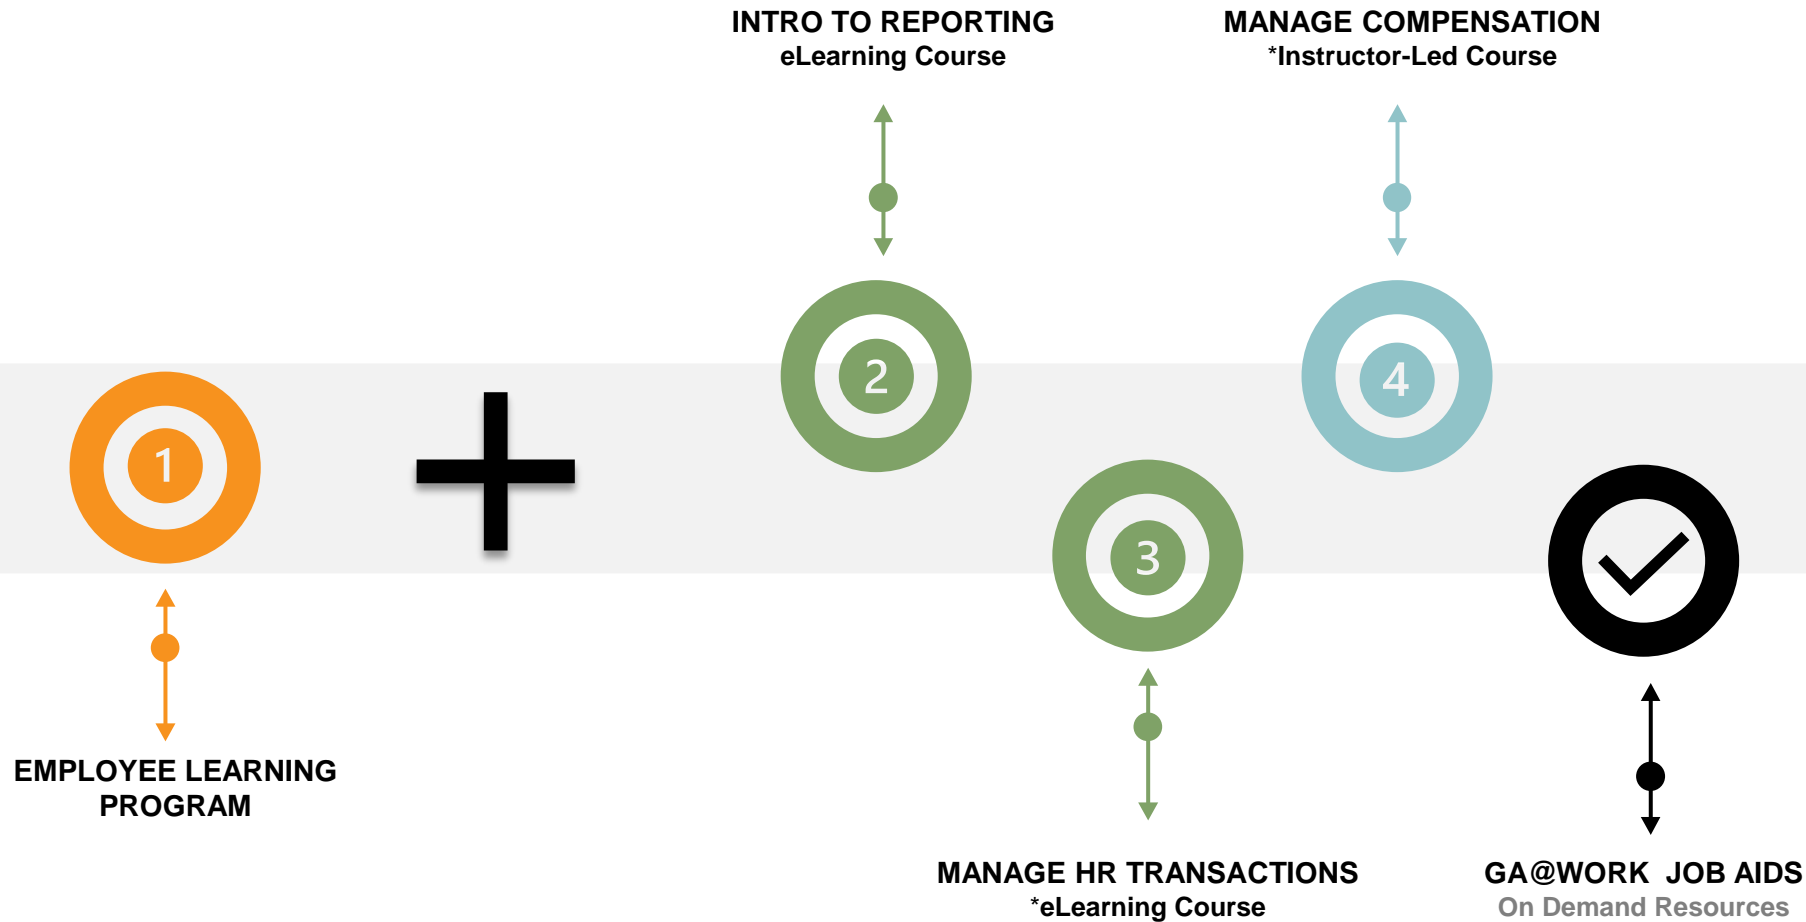 INTRO TO REPORTING
eLearning Course
MANAGE COMPENSATION
*Instructor-Led Course
1
2
3
4
EMPLOYEE LEARNING
PROGRAM
MANAGE HR TRANSACTIONS
*eLearning Course
GA@WORK JOB AIDS
On Demand Resources